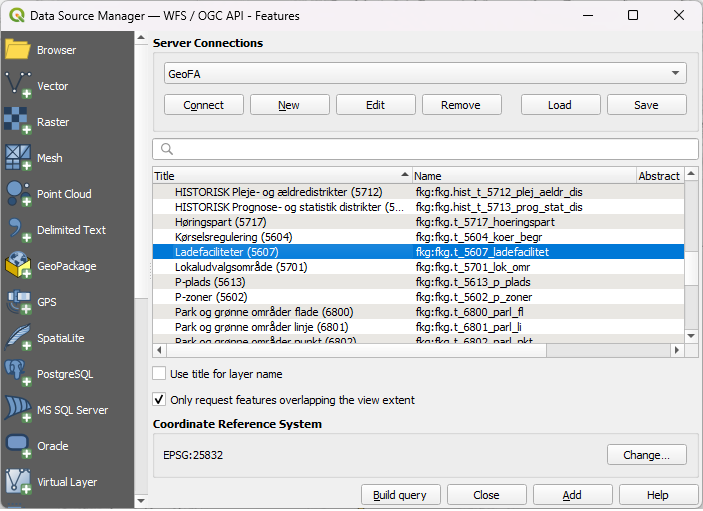 Data Source Manager — WFS / OGC API - Features
Browser
Vector
Raster
Mesh
Point Cloud
Delimited Text
GeoPackage
GPS
SpatiaLite
PostgreSQL
MS SQL Server
Oracle
Virtual Layer
Server Connections
GeoFA
Connect New Edit Remove Load Save
Title Name Abstract
HISTORISK Pleje- og ældredistrikter (5712) fkg:fkg.hist_t_5712_plej_aeldr_dis
HISTORISK Prognose- og statistik distrikter (5... fkg:fkg.hist_t_5713_prog_stat_dis
Høringspart (5717) fkg:fkg.t_5717_hoeringspart
Kørselsregulering (5604) fkg:fkg.t_5604_koer_begr
Ladefaciliteter (5607) fkg:fkg.t_5607_ladefacilitet
Lokaludvalgsområde (5701) fkg:fkg.t_5701_lok_omr
P-plads (5613) fkg:fkg.t_5613_p_plads
P-zoner (5602) fkg:fkg.t_5602_p_zoner
Park og grønne områder flade (6800) fkg:fkg.t_6800_parl_fl
Park og grønne områder linje (6801) fkg:fkg.t_6801_parl_li
Park og grønne områder punkt (6802) fkg:fkg.t_6802_parl_pkt
Use title for layer name
Only request features overlapping the view extent
Coordinate Reference System
EPSG:25832
Change...
Build query Close Add Help